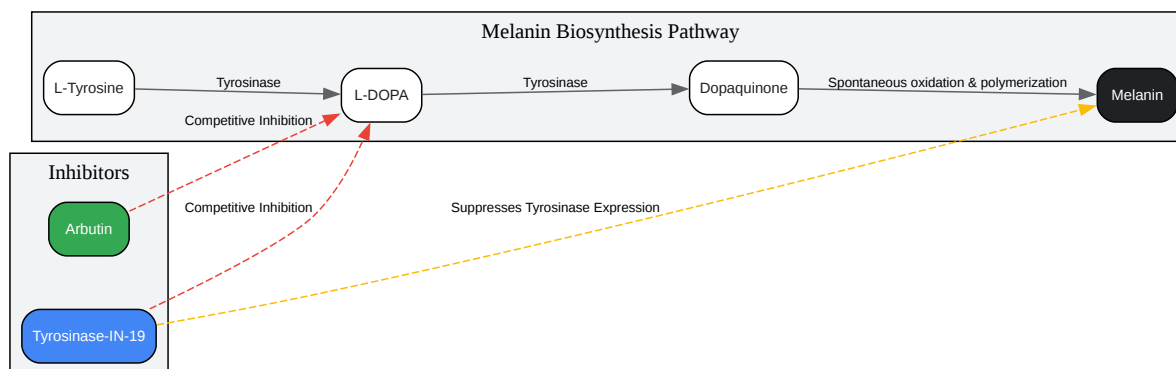 Melanin Biosynthesis Pathway
L-Tyrosine
Tyrosinase
L-DOPA
Tyrosinase
Dopaquinone
Spontaneous oxidation & polymerization
Melanin
Competitive Inhibition
Inhibitors
Arbutin
Competitive Inhibition
Suppresses Tyrosinase Expression
Tyrosinase-IN-19